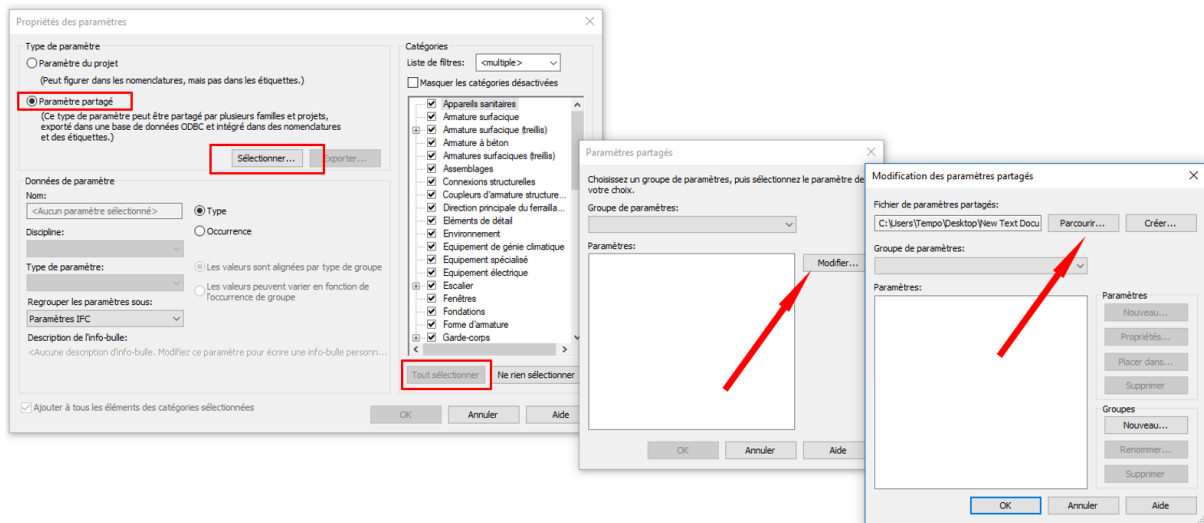 Propriétés des paramètres
Type de paramètre
Paramètre du projet
(Peut figurer dans les nomenclatures, mais pas dans les étiquettes.)
Paramètre partagé
(Ce type de paramètre peut être partagé par plusieurs familles et projets,
exporté dans une base de données ODBC et intégré dans des nomenclatures
et des étiquettes.)
Sélectionner...
Exporter...
Données de paramètre
Nom:
<Aucun paramètre sélectionné>
Type
Discipline:
Occurrence
Type de paramètre:
Les valeurs sont alignées par type de groupe
Les valeurs peuvent varier en fonction de
l'occurrence de groupe
Regrouper les paramètres sous:
Paramètres IFC
Description de l'info-bulle:
<Aucune description d'info-bulle. Modifiez ce paramètre pour écrire une info-bulle personn...
Ajouter à tous les éléments des catégories sélectionnées
Catégories
Liste de filtres:
<multiple>
Masquer les catégories désactivées
Appareils sanitaires
Armature surfacique
Armature surfacique (treillis)
Armature à béton
Armatures surfaciques (treillis)
Assemblages
Connexions structurelles
Coupleurs d'armature structure...
Direction principale du ferrailla...
Eléments de détail
Environnement
Equipement de génie climatique
Equipement spécialisé
Equipement électrique
Escalier
Fenêtres
Fondations
Forme d'armature
Garde-corps
Tout sélectionner
Ne rien sélectionner
OK
Annuler
Aide
Paramètres partagés
Choisissez un groupe de paramètres, puis sélectionnez le paramètre de
votre choix.
Groupe de paramètres:
Paramètres:
Modifier...
OK
Annuler
Aide
Modification des paramètres partagés
Fichier de paramètres partagés:
C:\Users\Tempo\Desktop\New Text Docu
Parcourir...
Créer...
Groupe de paramètres:
Paramètres:
Paramètres
Nouveau...
Propriétés...
Placer dans...
Supprimer
Groupes
Nouveau...
Renommer...
Supprimer
OK
Annuler
Aide